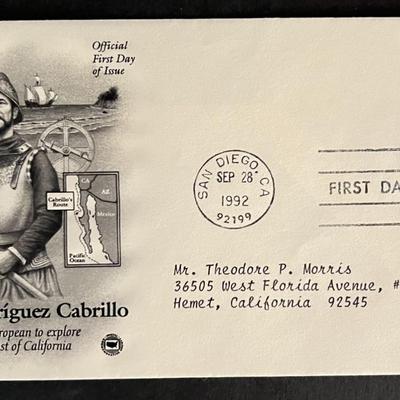 Official
First Day
of Issue
CA
AZ
Cabrillo's
Route
Mexico
Pacific
Ocean
ríguez Cabrillo
ropean to explore
st of California
SAN DIEGO, CA
SEP 28
1992
92199
FIRST DA
Mr. Theodore P. Morris
36505 West Florida Avenue, #
Hemet, California 92545